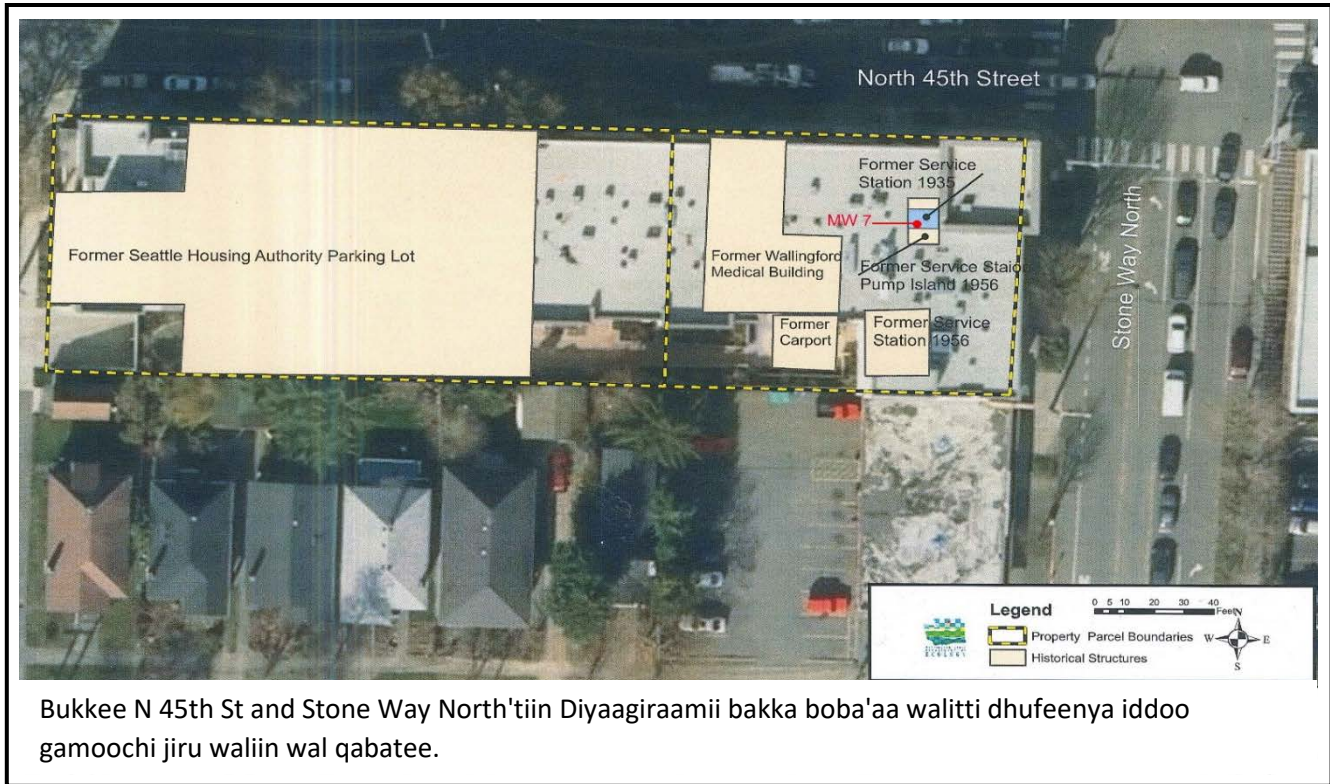 North 45th Street
Former Service
Station 1935
MW 7
Stone Way North
Former Seattle Housing Authority Parking Lot
Former Wallingford
Medical Building
Former Service Staion
Pump Island 1956
Former
Carport
Former Service
Station 1956
Legend
0 5 10 20 30 40
Feet
N
Property Parcel Boundaries
W E
S
Historical Structures
ECOLOGY
Bukkee N 45th St and Stone Way North'tiin Diyaagiraamii bakka boba'aa walitti dhufeenya iddoo
gamoochi jiru waliin wal qabatee.